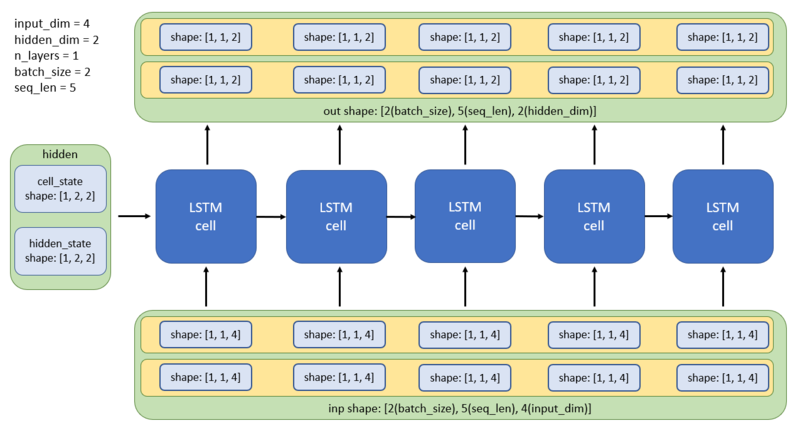 input_dim = 4
hidden_dim = 2
n_layers = 1
batch_size = 2
seq_len = 5
shape: [1, 1, 2] shape: [1, 1, 2] shape: [1, 1, 2] shape: [1, 1, 2] shape: [1, 1, 2]
shape: [1, 1, 2] shape: [1, 1, 2] shape: [1, 1, 2] shape: [1, 1, 2] shape: [1, 1, 2]
out shape: [2(batch_size), 5(seq_len), 2(hidden_dim)]
hidden
cell_state
shape: [1, 2, 2]
hidden_state
shape: [1, 2, 2]
LSTM
cell
LSTM
cell
LSTM
cell
LSTM
cell
LSTM
cell
shape: [1, 1, 4] shape: [1, 1, 4] shape: [1, 1, 4] shape: [1, 1, 4] shape: [1, 1, 4]
shape: [1, 1, 4] shape: [1, 1, 4] shape: [1, 1, 4] shape: [1, 1, 4] shape: [1, 1, 4]
inp shape: [2(batch_size), 5(seq_len), 4(input_dim)]